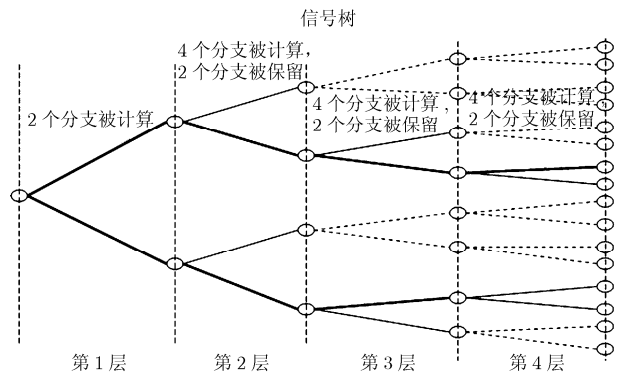 信号树
4 个分支被计算，
2 个分支被保留
2 个分支被计算
4 个分支被计算，
2 个分支被保留
4 个分支被计算，
2 个分支被保留
第 1 层
第 2 层
第 3 层
第 4 层